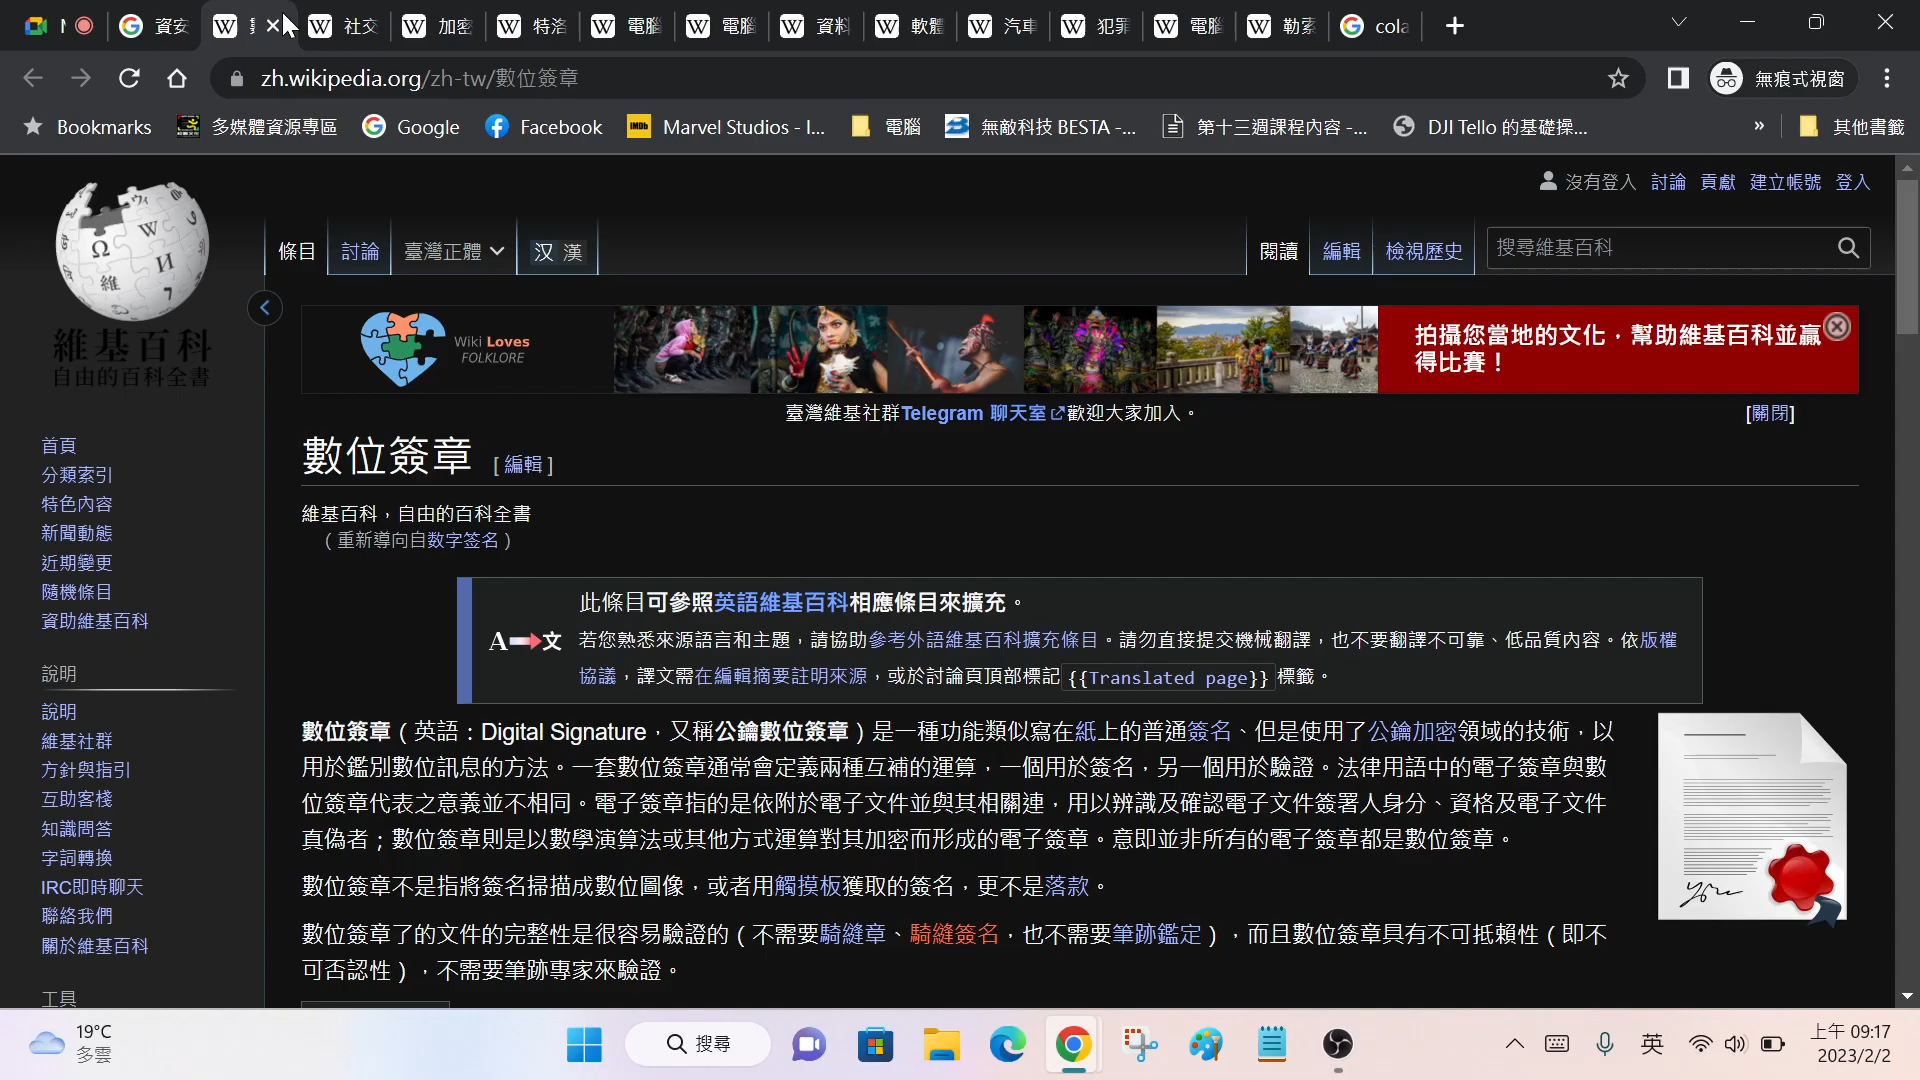 資安
社交
加密
特洛
電腦
電腦
資料
軟體
汽車
犯罪
電腦
勒索
cola
zh.wikipedia.org/zh-tw/數位簽章
無痕式視窗
Bookmarks
多媒體資源專區
Google
Facebook
Marvel Studios - I...
電腦
無敵科技 BESTA -...
第十三週課程內容 -...
DJI Tello 的基礎操...
»
其他書籤
沒有登入 討論 貢獻 建立帳號 登入
條目 討論 臺灣正體 汉 漢
閱讀 編輯 檢視歷史 搜尋維基百科
維基百科
自由的百科全書
Wiki Loves
FOLKLORE
拍攝您當地的文化，幫助維基百科並贏
得比賽！
臺灣維基社群Telegram 聊天室歡迎大家加入。
[關閉]
數位簽章 [編輯]
維基百科，自由的百科全書
（重新導向自数字签名）
首頁
分類索引
特色內容
新聞動態
近期變更
隨機條目
資助維基百科
說明
說明
維基社群
方針與指引
互助客棧
知識問答
字詞轉換
IRC即時聊天
聯絡我們
關於維基百科
工具
此條目可參照英語維基百科相應條目來擴充。
A 文
若您熟悉來源語言和主題，請協助參考外語維基百科擴充條目。請勿直接提交機械翻譯，也不要翻譯不可靠、低品質內容。依版權
協議，譯文需在編輯摘要註明來源，或於討論頁頂部標記{{Translated page}}標籤。
數位簽章（英語：Digital Signature，又稱公鑰數位簽章）是一種功能類似寫在紙上的普通簽名、但是使用了公鑰加密領域的技術，以
用於鑑別數位訊息的方法。一套數位簽章通常會定義兩種互補的運算，一個用於簽名，另一個用於驗證。法律用語中的電子簽章與數
位簽章代表之意義並不相同。電子簽章指的是依附於電子文件並與其相關連，用以辨識及確認電子文件簽署人身分、資格及電子文件
真偽者；數位簽章則是以數學演算法或其他方式運算對其加密而形成的電子簽章。意即並非所有的電子簽章都是數位簽章。
數位簽章不是指將簽名掃描成數位圖像，或者用觸摸板獲取的簽名，更不是落款。
數位簽章了的文件的完整性是很容易驗證的（不需要騎縫章、騎縫簽名，也不需要筆跡鑑定），而且數位簽章具有不可抵賴性（即不
可否認性），不需要筆跡專家來驗證。
19°C
多雲
搜尋
英
上午 09:17
2023/2/2